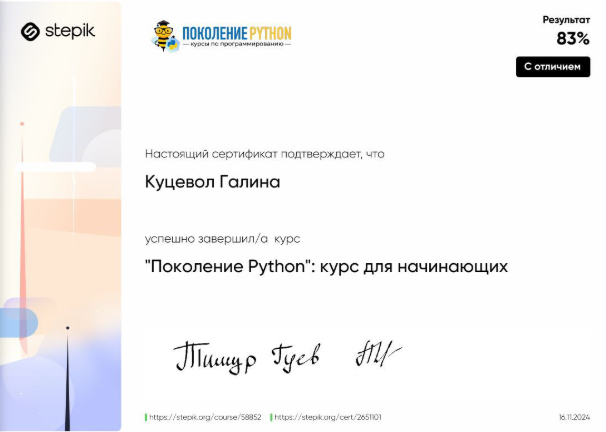 stepik
ПОКОЛЕНИЕ PYTHON
— курсы по программированию —
Результат
83%
С отличием
Настоящий сертификат подтверждает, что
Куцевол Галина
успешно завершил/а курс
"Поколение Python": курс для начинающих
Тимур Гуев
https://stepik.org/course/58852 https://stepik.org/cert/2651101
16.11.2024